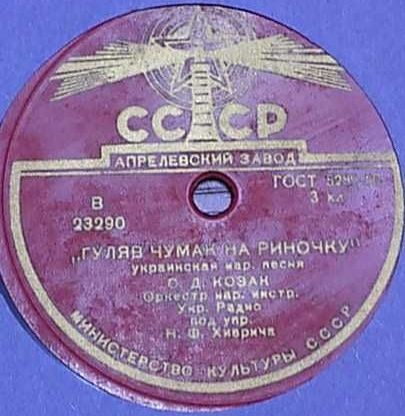 СССР
АПРЕЛЕВСКИЙ ЗАВОД
ГОСТ
3 кл
В
23290
„ГУЛЯВ ЧУМАК НА РИНОЧКУ"
украинская нар. песня
С. Д. КОЗАК
Оркестр нар. инстр.
Укр. Радио
под упр.
Н. Ф. Хиврича
МИНИСТЕРСТВО КУЛЬТУРЫ СССР